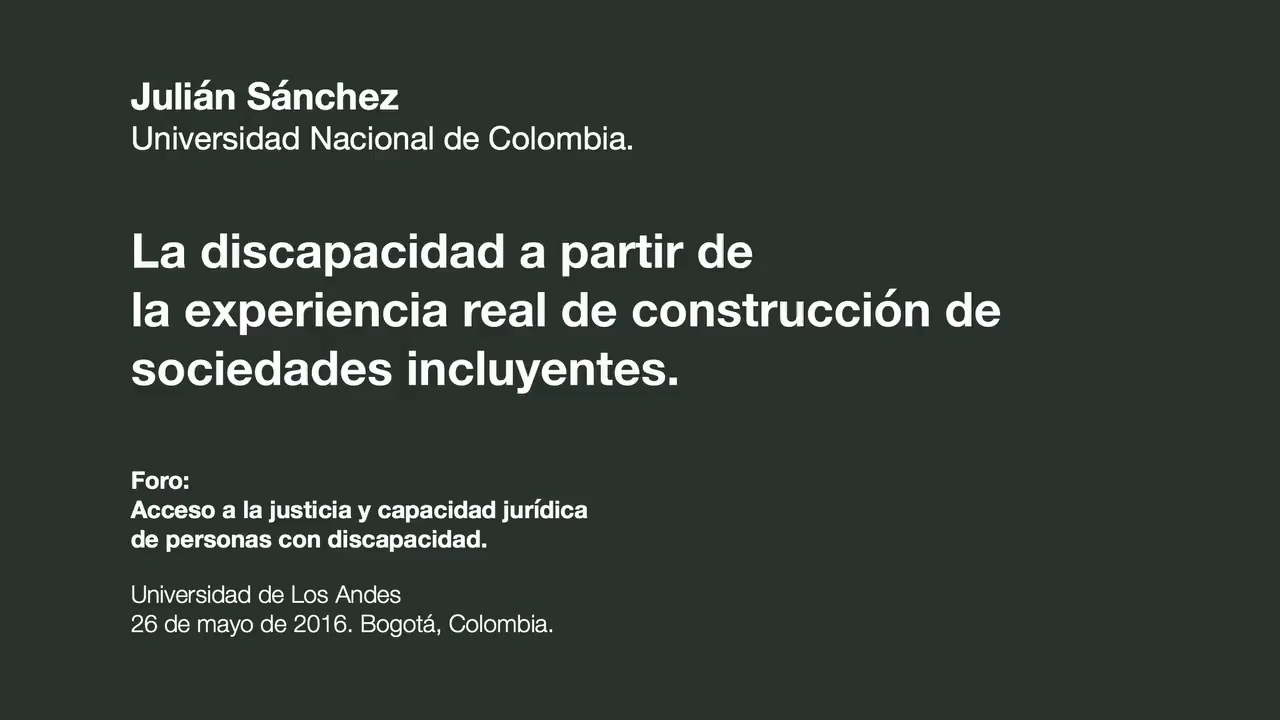 Julián Sánchez
Universidad Nacional de Colombia.
La discapacidad a partir de
la experiencia real de construcción de
sociedades incluyentes.
Foro:
Acceso a la justicia y capacidad jurídica
de personas con discapacidad.
Universidad de Los Andes
26 de mayo de 2016. Bogotá, Colombia.